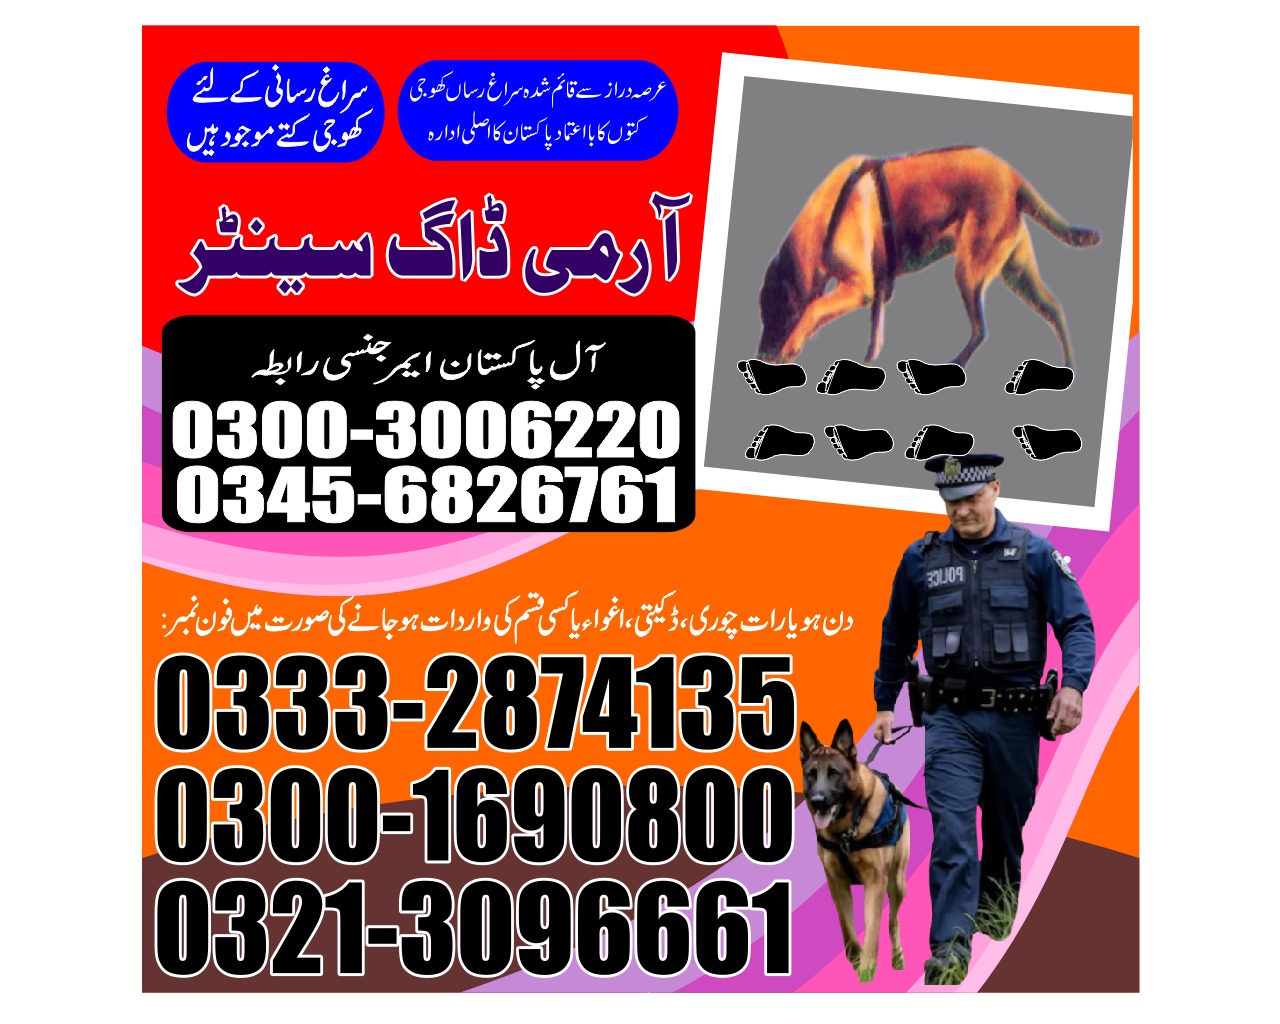 سراغ رسانی کے لئے
کھوجی کتے موجود ہیں
عرصہ دراز سے قائم شدہ سراغ رساں کھوجی
کتوں کا بااعتماد پاکستان کا اصلی ادارہ
آرمی ڈاگ سینٹر
آل پاکستان ایمرجنسی رابطہ
0300-3006220
0345-6826761
دن ہو یا رات چوری، ڈکیتی، اغواء یا کسی قسم کی واردات ہو جانے کی صورت میں فون نمبر:
0333-2874135
0300-1690800
0321-3096661
POLICE